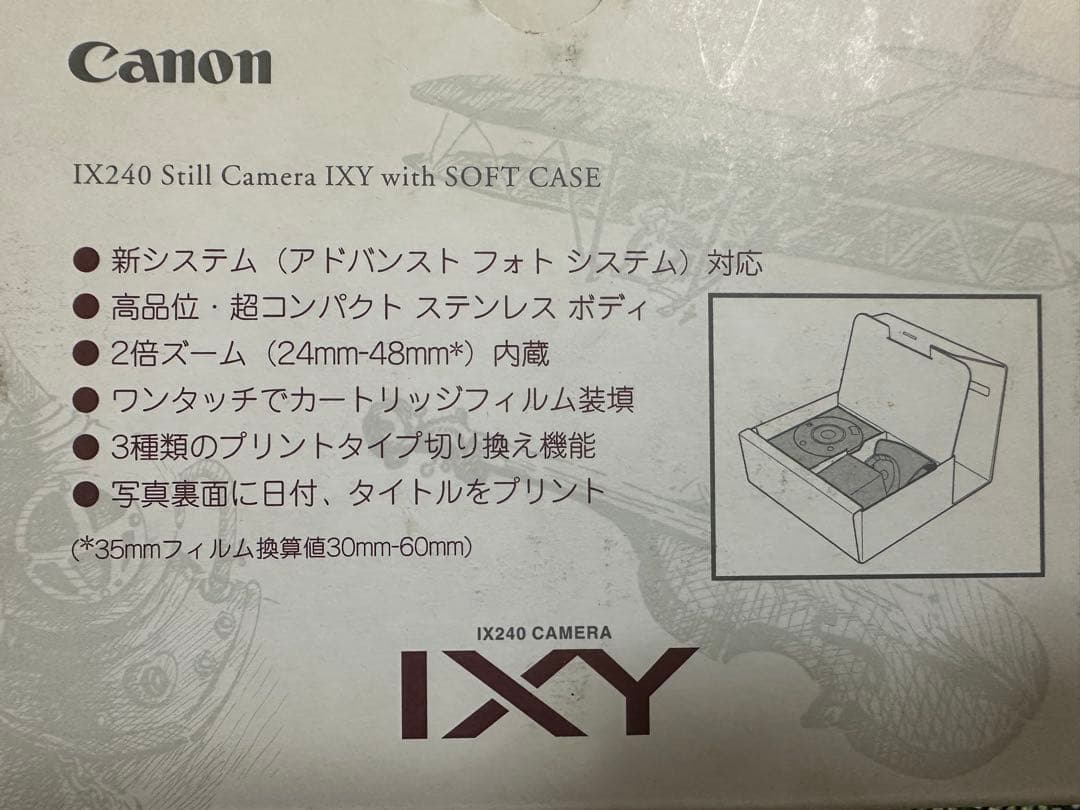 Canon
IX240 Still Camera IXY with SOFT CASE
● 新システム（アドバンスト フォト システム）対応
● 高品位・超コンパクト ステンレス ボディ
● 2倍ズーム（24mm-48mm*）内蔵
● ワンタッチでカートリッジフィルム装填
● 3種類のプリントタイプ切り換え機能
● 写真裏面に日付、タイトルをプリント
(*35mmフィルム換算値30mm-60mm)
IX240 CAMERA
IXY